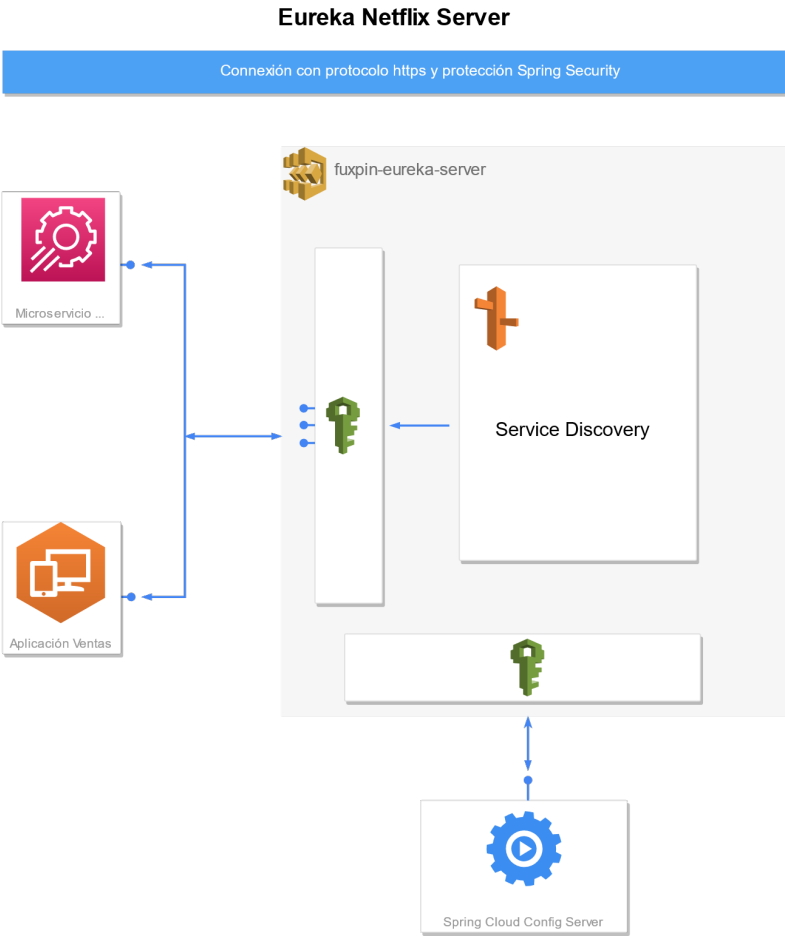 Eureka Netflix Server
Connexión con protocolo https y protección Spring Security
fuxpin-eureka-server
Microservicio ...
Service Discovery
Aplicación Ventas
Spring Cloud Config Server